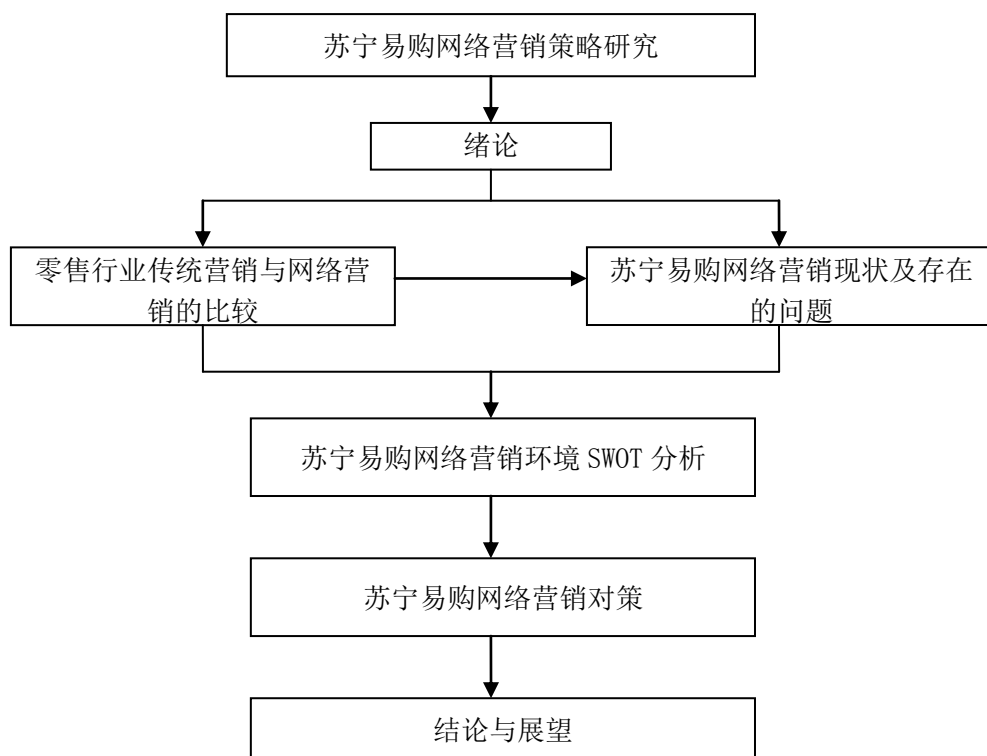 苏宁易购网络营销策略研究
绪论
零售行业传统营销与网络营
销的比较
苏宁易购网络营销现状及存在
的问题
苏宁易购网络营销环境 SWOT 分析
苏宁易购网络营销对策
结论与展望